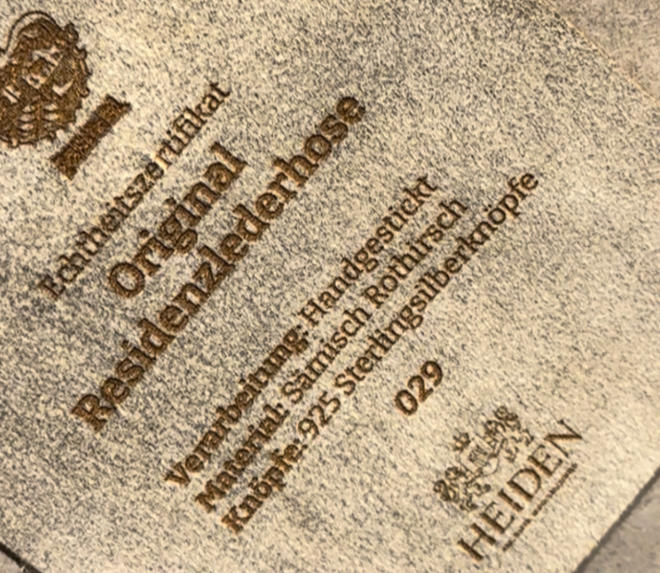 Echtheitszertifikat
Original
Residenzlederhose
Verarbeitung: Handgestickt
Material: Sämisch Rothirsch
Knöpfe: 925 Sterlingsilberknöpfe
029
HEIDEN